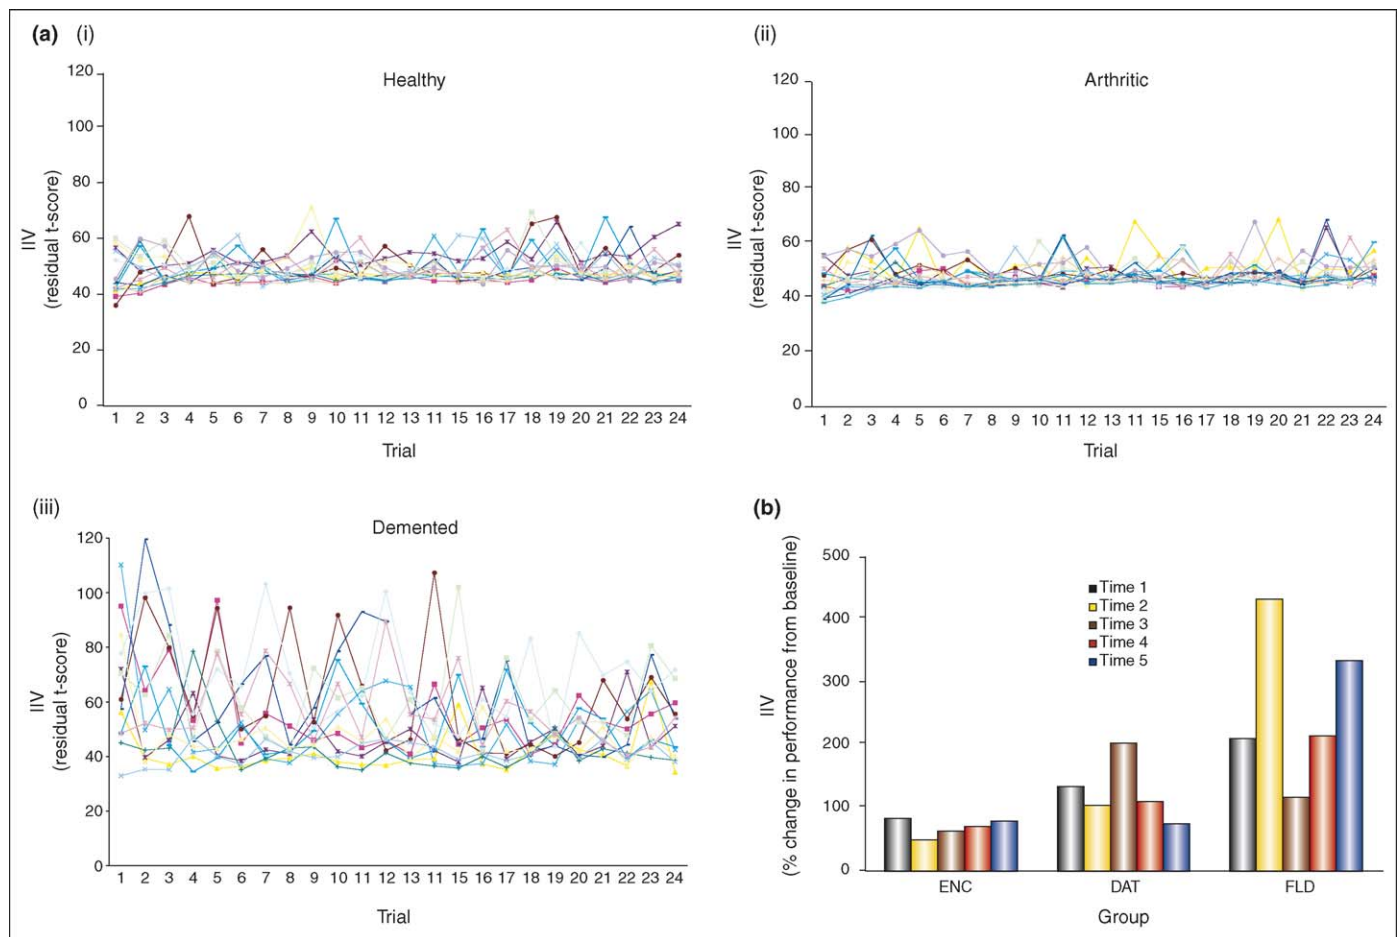 (a) (i)
Healthy
120
100
80
60
40
20
0
IIV
(residual t-score)
1 2 3 4 5 6 7 8 9 10 11 12 13 11 15 16 17 18 19 20 21 22 23 24
Trial
(ii)
Arthritic
120
100
80
60
40
20
0
IIV
(residual t-score)
1 2 3 4 5 6 7 8 9 10 11 12 13 11 15 16 17 18 19 20 21 22 23 24
Trial
(iii)
Demented
120
100
80
60
40
20
0
IIV
(residual t-score)
1 2 3 4 5 6 7 8 9 10 11 12 13 11 15 16 17 18 19 20 21 22 23 24
Trial
(b)
500
400
300
200
100
0
IIV
(% change in performance from baseline)
Time 1
Time 2
Time 3
Time 4
Time 5
ENC DAT FLD
Group